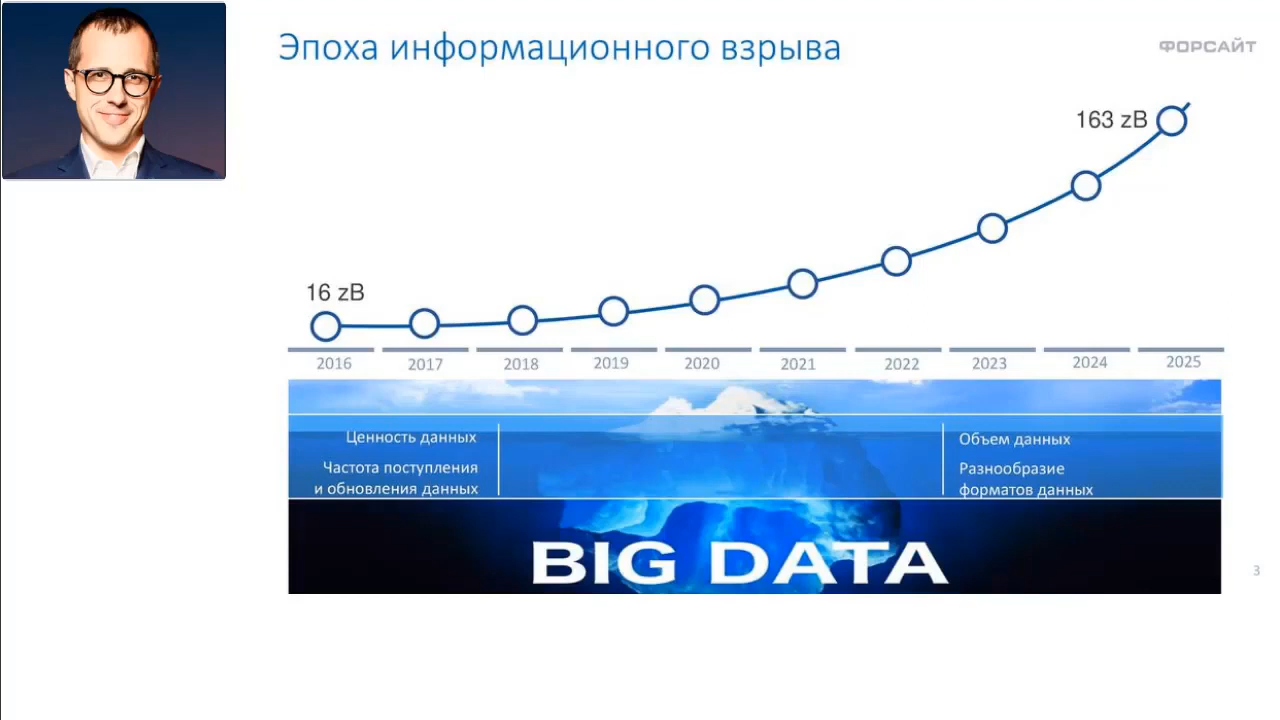 Эпоха информационного взрыва
ФОРСАЙТ
163 zB
16 zB
2016 2017 2018 2019 2020 2021 2022 2023 2024 2025
Ценность данных
Частота поступления
и обновления данных
Объем данных
Разнообразие
форматов данных
BIG DATA
3